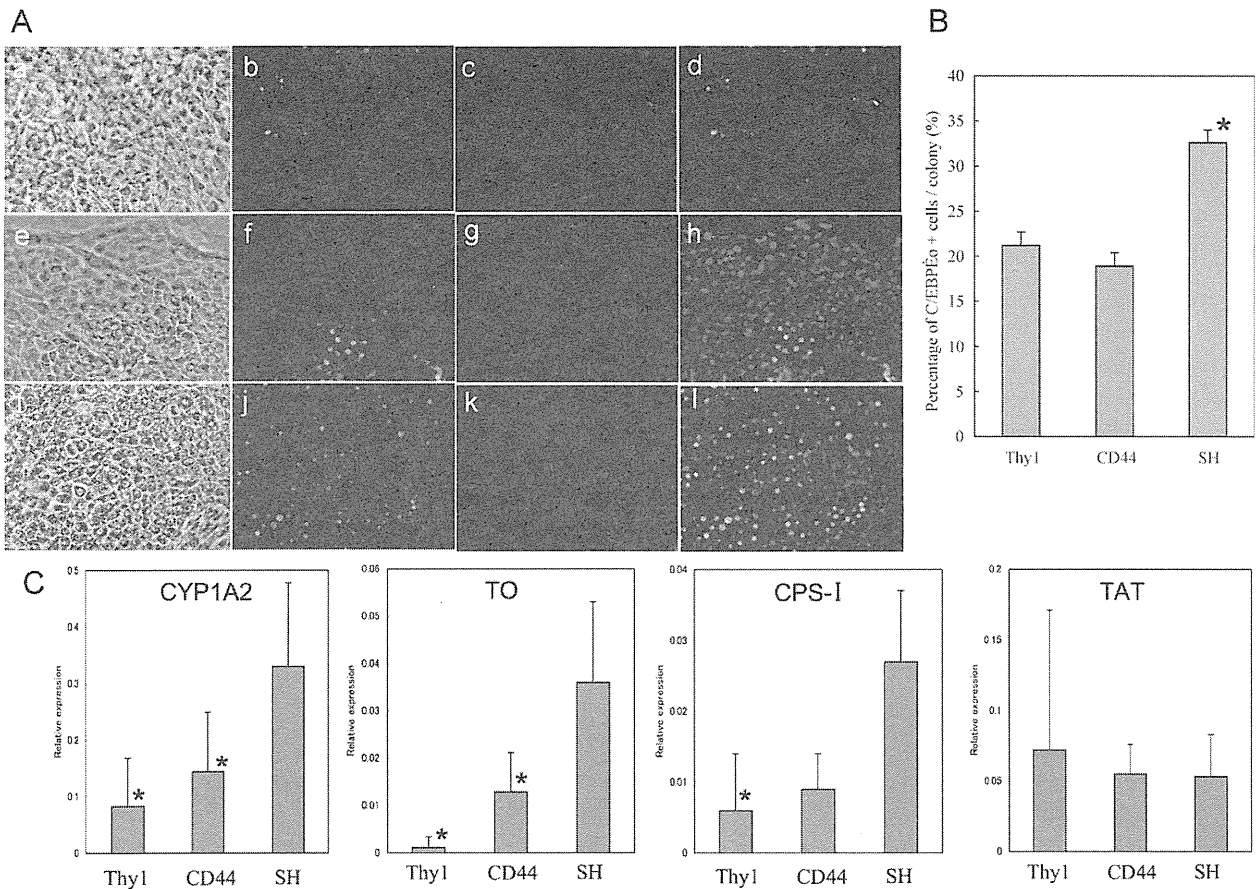 A
a
b
c
d
e
f
g
h
i
j
k
l
B
Percentage of C/EBPĖα + cells / colony (%)
40
35
30
25
20
15
10
5
0
*
Thy1
CD44
SH
C
CYP1A2
Relative expression
0.5
0.4
0.3
0.2
0.1
0
*
*
Thy1
CD44
SH
TO
Relative expression
0.06
0.05
0.04
0.03
0.02
0.01
0
*
*
Thy1
CD44
SH
CPS-I
Relative expression
0.04
0.03
0.02
0.01
0
*
Thy1
CD44
SH
TAT
Relative expression
0.2
0.15
0.1
0.05
0
Thy1
CD44
SH